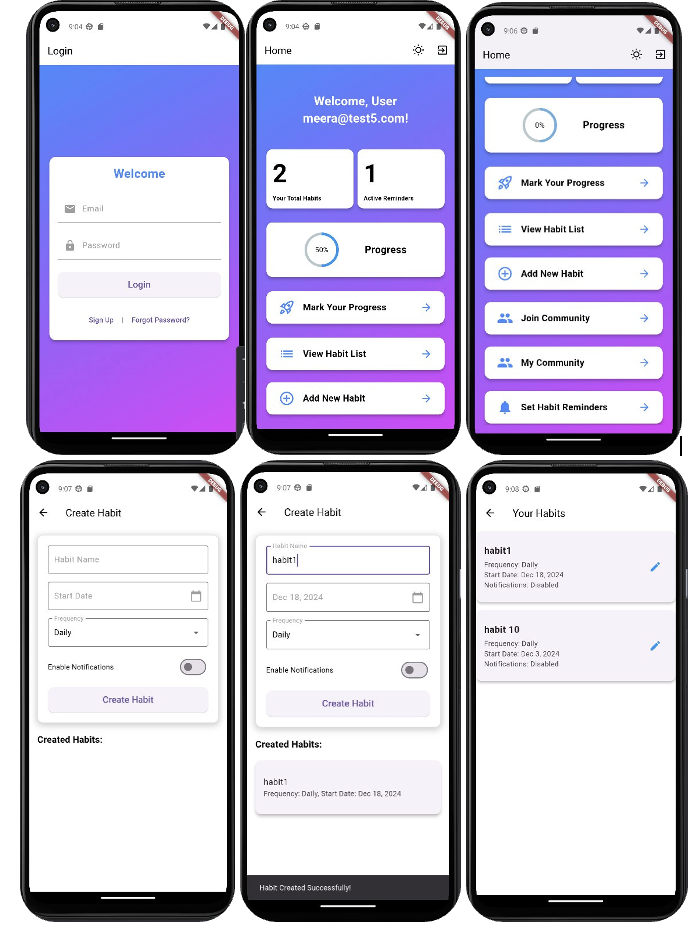 9:04
DEBUG
Login
Welcome
Email
Password
Login
Sign Up | Forgot Password?
9:04
DEBUG
Home
Welcome, User
meera@test5.com!
2
Your Total Habits
1
Active Reminders
50%
Progress
Mark Your Progress
View Habit List
Add New Habit
9:06
DEBUG
Home
0%
Progress
Mark Your Progress
View Habit List
Add New Habit
Join Community
My Community
Set Habit Reminders
9:07
DEBUG
Create Habit
Habit Name
Start Date
Frequency
Daily
Enable Notifications
Create Habit
Created Habits:
9:07
DEBUG
Create Habit
Habit Name
habit1
Dec 18, 2024
Frequency
Daily
Enable Notifications
Create Habit
Created Habits:
habit1
Frequency: Daily, Start Date: Dec 18, 2024
Habit Created Successfully!
9:08
DEBUG
Your Habits
habit1
Frequency: Daily
Start Date: Dec 18, 2024
Notifications: Disabled
habit 10
Frequency: Daily
Start Date: Dec 3, 2024
Notifications: Disabled